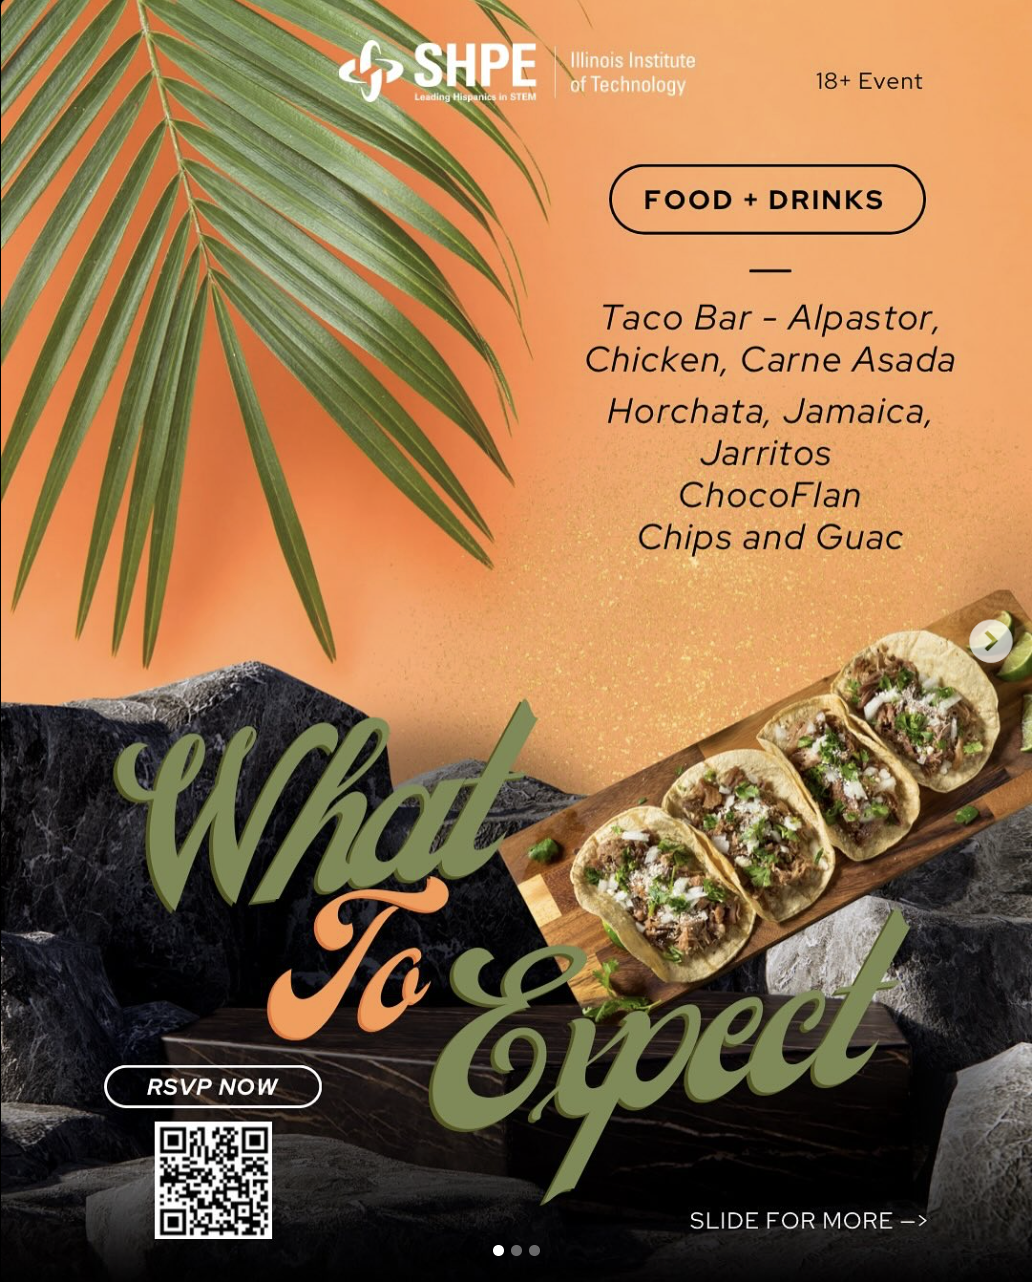 SHPE
Leading Hispanics in STEM
Illinois Institute
of Technology
18+ Event
FOOD + DRINKS
Taco Bar - Alpastor,
Chicken, Carne Asada
Horchata, Jamaica,
Jarritos
ChocoFlan
Chips and Guac
What
To
Expect
RSVP NOW
SLIDE FOR MORE —>